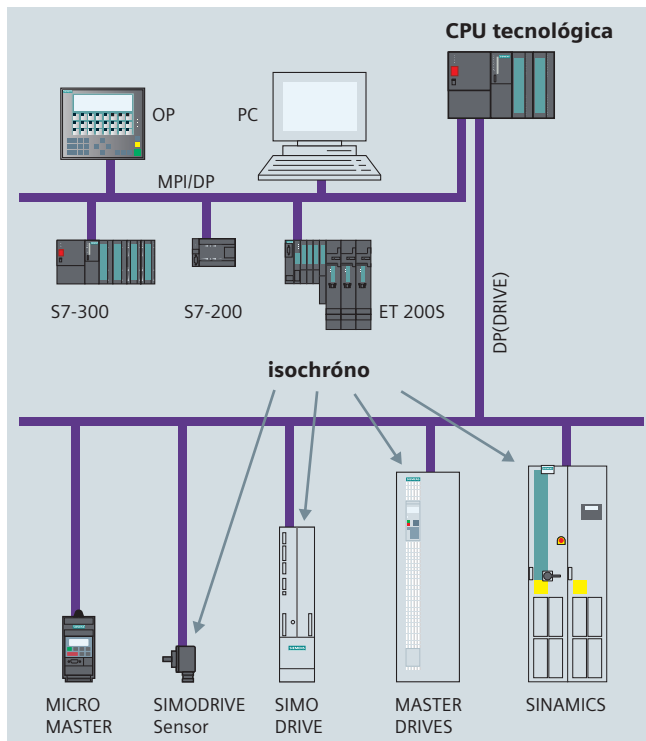 CPU tecnológica
OP
PC
MPI/DP
S7-300
S7-200
ET 200S
DP(DRIVE)
isochróno
MICRO
MASTER
SIMODRIVE
Sensor
SIMO
DRIVE
MASTER
DRIVES
SINAMICS